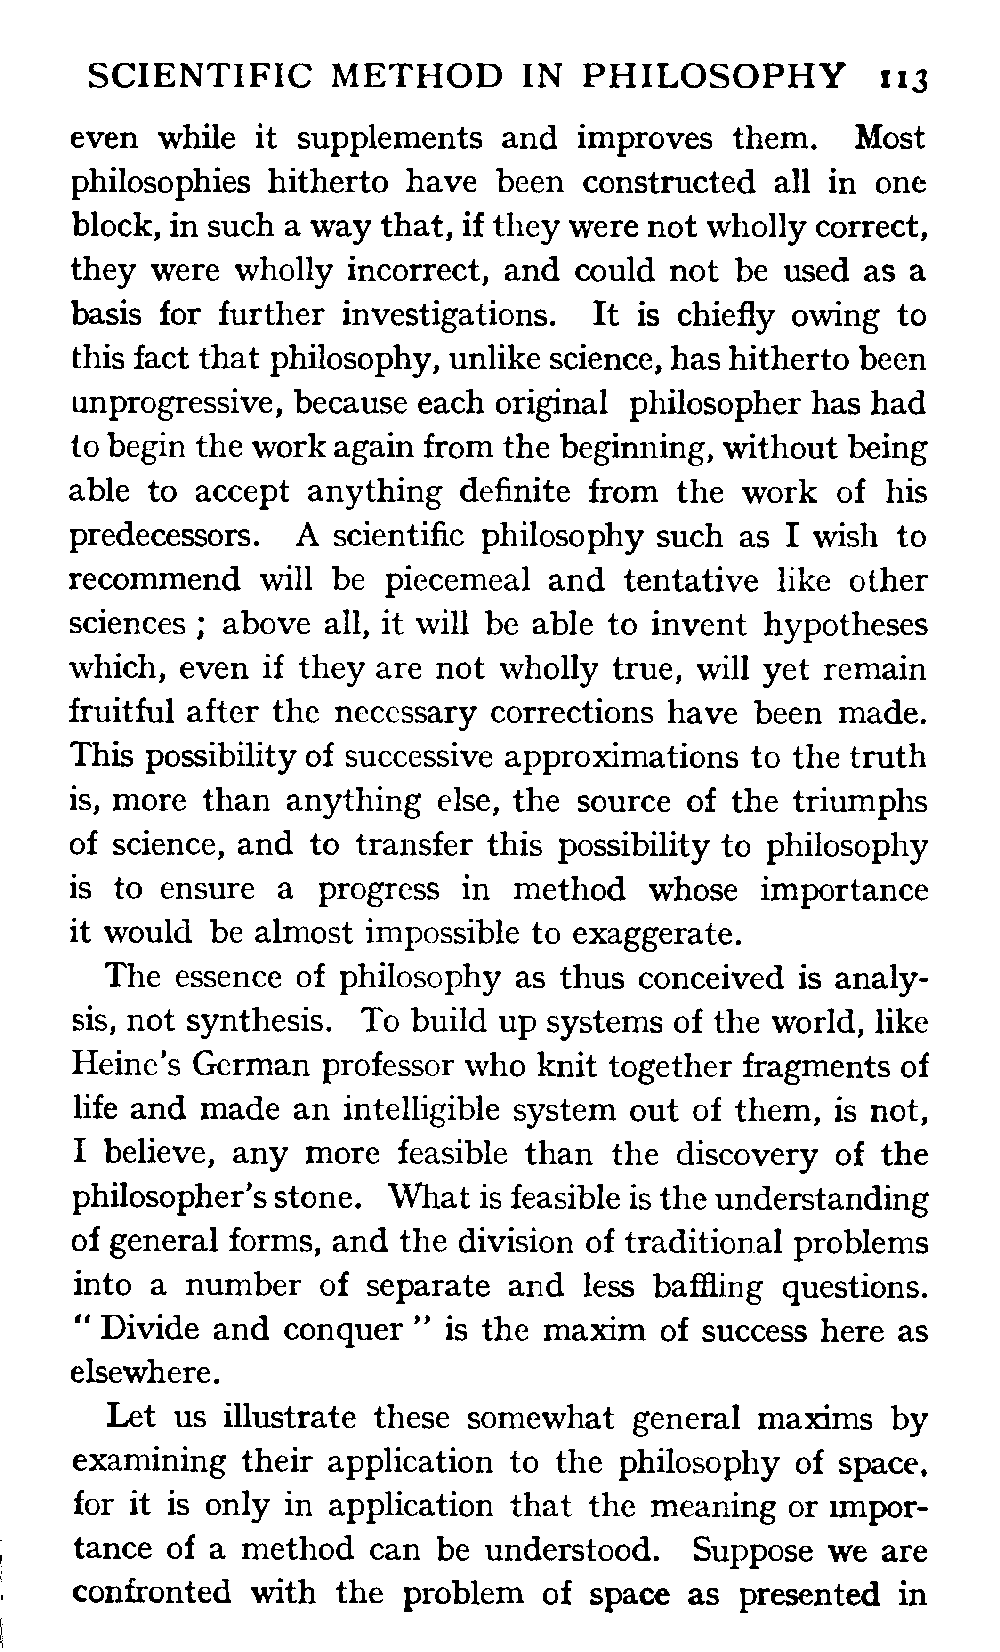 SCIENTIFIC METHOD IN PHILOSOPHY 113
even while it supplements and improves them. Most
philosophies hitherto have been constructed all in one
block, in such a way that, if they were not wholly correct,
they were wholly incorrect, and could not be used as a
basis for further investigations. It is chiefly owing to
this fact that philosophy, unlike science, has hitherto been
unprogressive, because each original philosopher has had
to begin the work again from the beginning, without being
able to accept anything definite from the work of his
predecessors. A scientific philosophy such as I wish to
recommend will be piecemeal and tentative like other
sciences ; above all, it will be able to invent hypotheses
which, even if they are not wholly true, will yet remain
fruitful after the necessary corrections have been made.
This possibility of successive approximations to the truth
is, more than anything else, the source of the triumphs
of science, and to transfer this possibility to philosophy
is to ensure a progress in method whose importance
it would be almost impossible to exaggerate.
The essence of philosophy as thus conceived is analy-
sis, not synthesis. To build up systems of the world, like
Heine's German professor who knit together fragments of
life and made an intelligible system out of them, is not,
I believe, any more feasible than the discovery of the
philosopher's stone. What is feasible is the understanding
of general forms, and the division of traditional problems
into a number of separate and less baffling questions.
" Divide and conquer " is the maxim of success here as
elsewhere.
Let us illustrate these somewhat general maxims by
examining their application to the philosophy of space,
for it is only in application that the meaning or impor-
tance of a method can be understood. Suppose we are
confronted with the problem of space as presented in